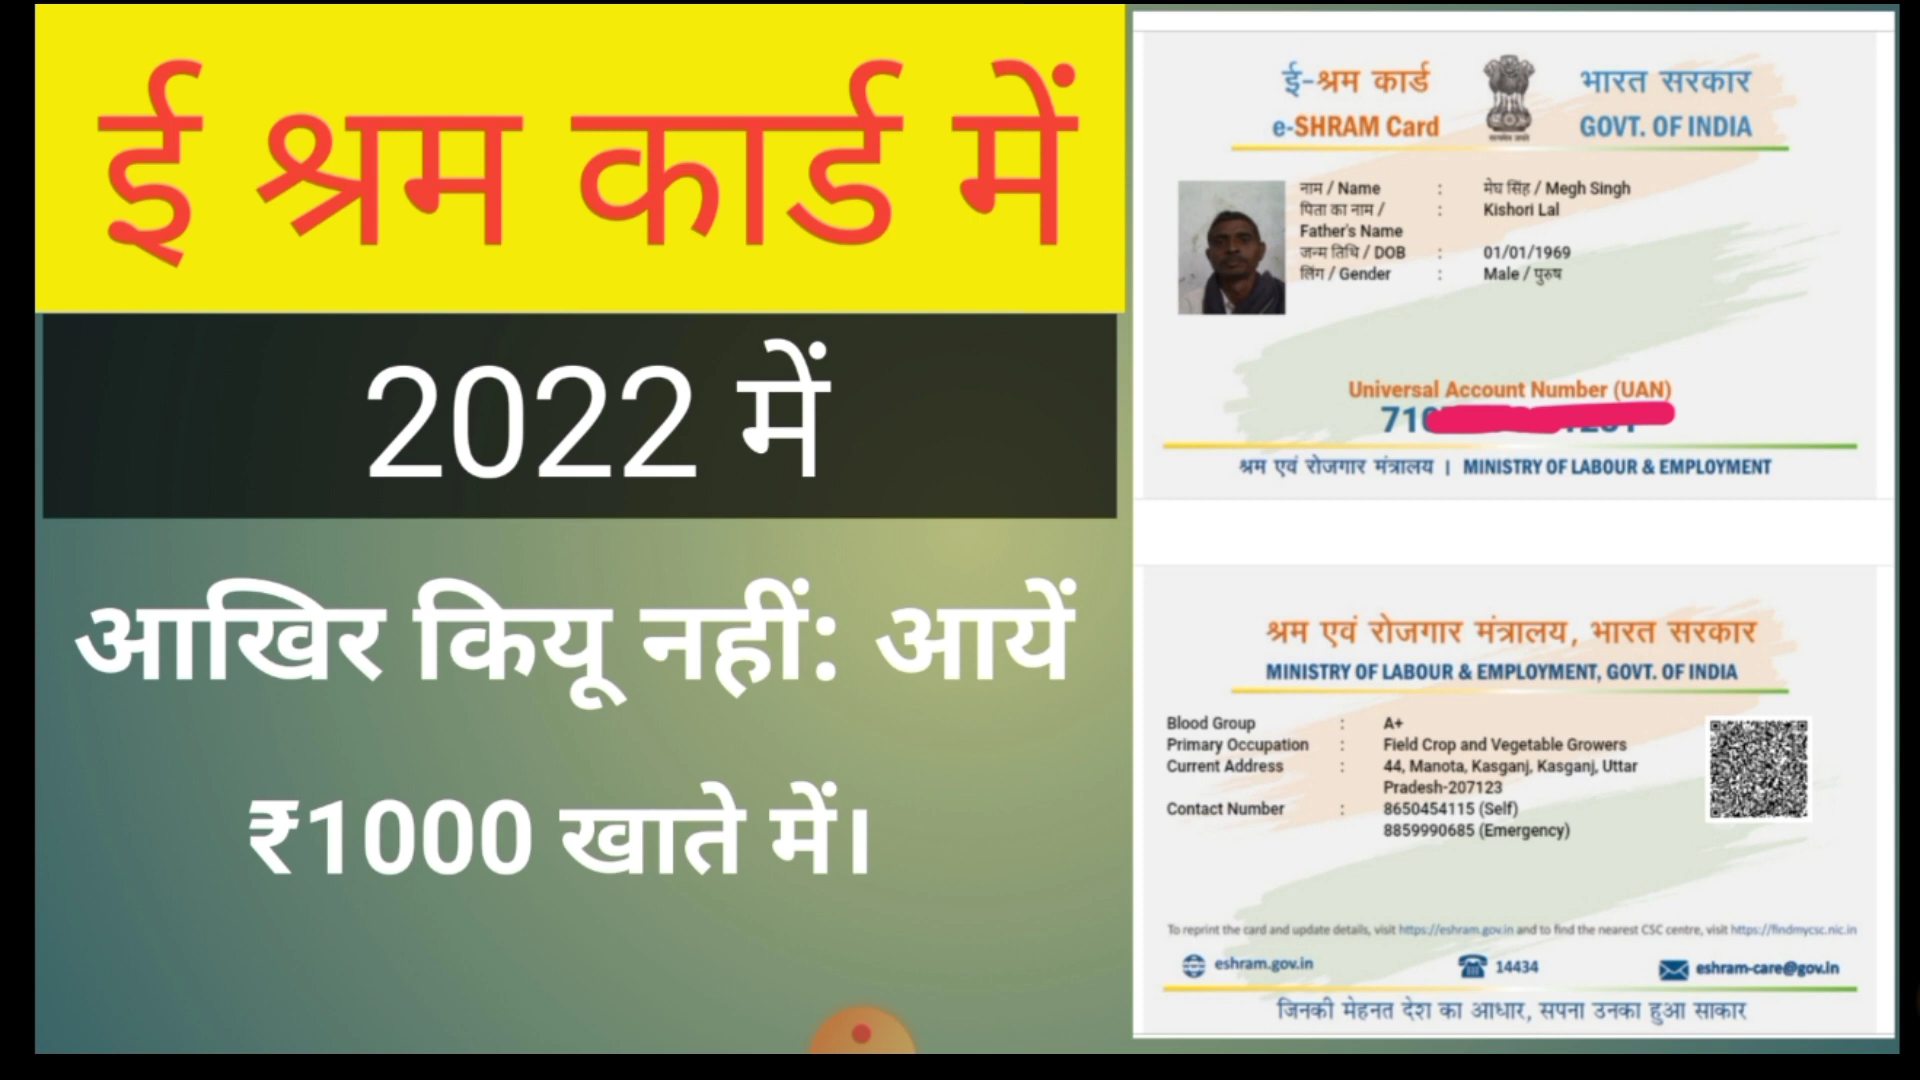 ई श्रम कार्ड में
2022 में
आखिर कियू नहीं: आयें
₹1000 खाते में।
ई-श्रम कार्ड
e-SHRAM Card
भारत सरकार
GOVT. OF INDIA
नाम / Name : मेघ सिंह / Megh Singh
पिता का नाम / : Kishori Lal
Father's Name
जन्म तिथि / DOB : 01/01/1969
लिंग / Gender : Male / पुरुष
Universal Account Number (UAN)
श्रम एवं रोजगार मंत्रालय | MINISTRY OF LABOUR & EMPLOYMENT
श्रम एवं रोजगार मंत्रालय, भारत सरकार
MINISTRY OF LABOUR & EMPLOYMENT, GOVT. OF INDIA
Blood Group : A+
Primary Occupation : Field Crop and Vegetable Growers
Current Address : 44, Manota, Kasganj, Kasganj, Uttar
Pradesh-207123
Contact Number : 8650454115 (Self)
8859990685 (Emergency)
To reprint the card and update details, visit https://eshram.gov.in and to find the nearest CSC centre, visit https://findmycsc.nic.in
eshram.gov.in 14434 eshram-care@gov.in
जिनकी मेहनत देश का आधार, सपना उनका हुआ साकार